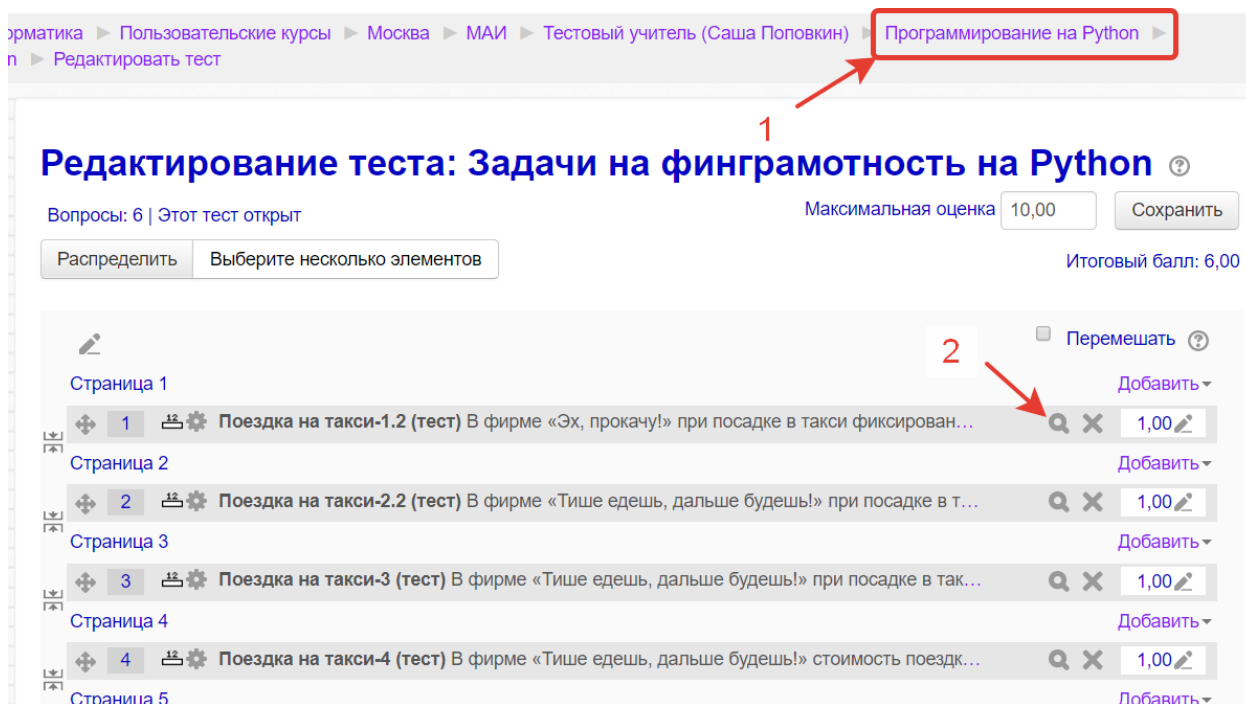 орматика ▶ Пользовательские курсы ▶ Москва ▶ МАИ ▶ Тестовый учитель (Саша Поповкин) ▶ Программирование на Python ▶
n ▶ Редактировать тест
1
Редактирование теста: Задачи на финграмотность на Python
Вопросы: 6 | Этот тест открыт
Максимальная оценка 10,00 Сохранить
Распределить Выберите несколько элементов
Итоговый балл: 6,00
2
Перемешать
Страница 1 Добавить
1 12 Поездка на такси-1.2 (тест) В фирме «Эх, прокачу!» при посадке в такси фиксирован… 1,00
Страница 2 Добавить
2 12 Поездка на такси-2.2 (тест) В фирме «Тише едешь, дальше будешь!» при посадке в т… 1,00
Страница 3 Добавить
3 12 Поездка на такси-3 (тест) В фирме «Тише едешь, дальше будешь!» при посадке в так… 1,00
Страница 4 Добавить
4 12 Поездка на такси-4 (тест) В фирме «Тише едешь, дальше будешь!» стоимость поездк… 1,00
Страница 5 Добавить